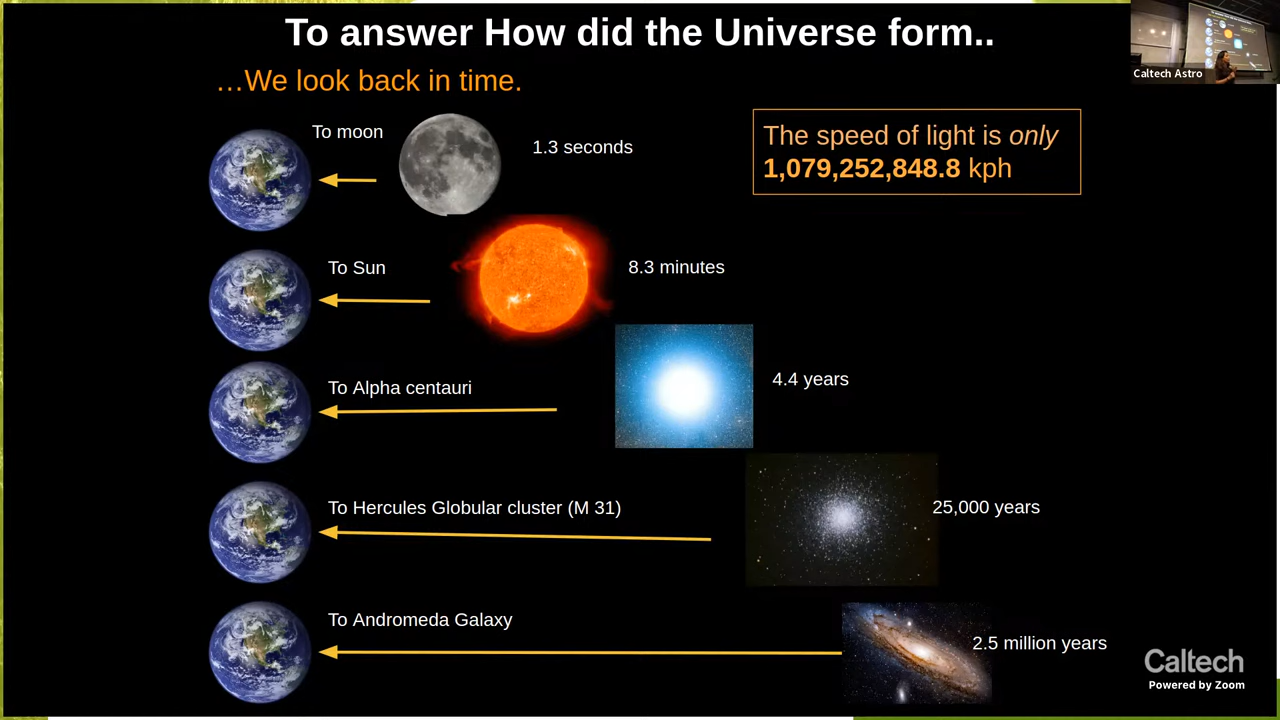 To answer How did the Universe form..
…We look back in time.
Caltech Astro
To moon
1.3 seconds
The speed of light is only
1,079,252,848.8 kph
To Sun
8.3 minutes
To Alpha centauri
4.4 years
To Hercules Globular cluster (M 31)
25,000 years
To Andromeda Galaxy
2.5 million years
Caltech
Powered by Zoom